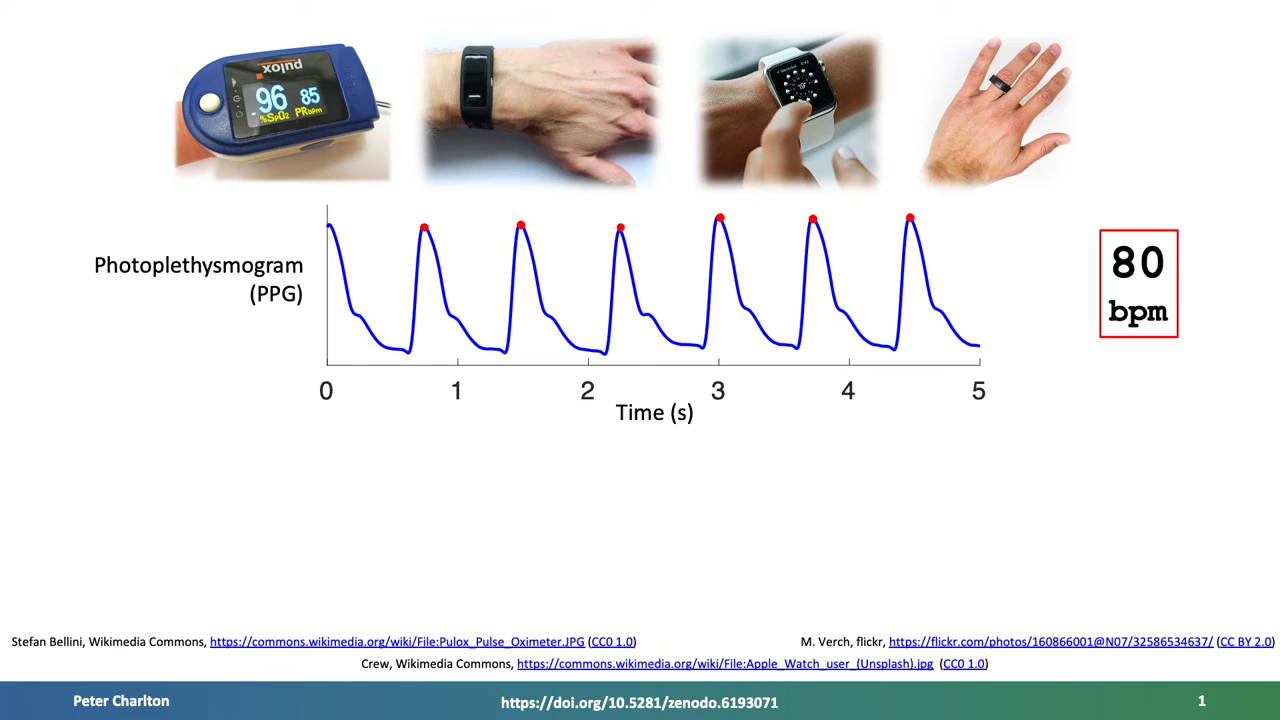 pulox
96 85
%SpO2 PRbpm
Photoplethysmogram
(PPG)
80
bpm
0 1 2 3 4 5
Time (s)
Stefan Bellini, Wikimedia Commons, https://commons.wikimedia.org/wiki/File:Pulox_Pulse_Oximeter.JPG (CC0 1.0)
M. Verch, flickr, https://flickr.com/photos/160866001@N07/32586534637/ (CC BY 2.0)
Crew, Wikimedia Commons, https://commons.wikimedia.org/wiki/File:Apple_Watch_user_(Unsplash).jpg (CC0 1.0)
Peter Charlton
https://doi.org/10.5281/zenodo.6193071
1